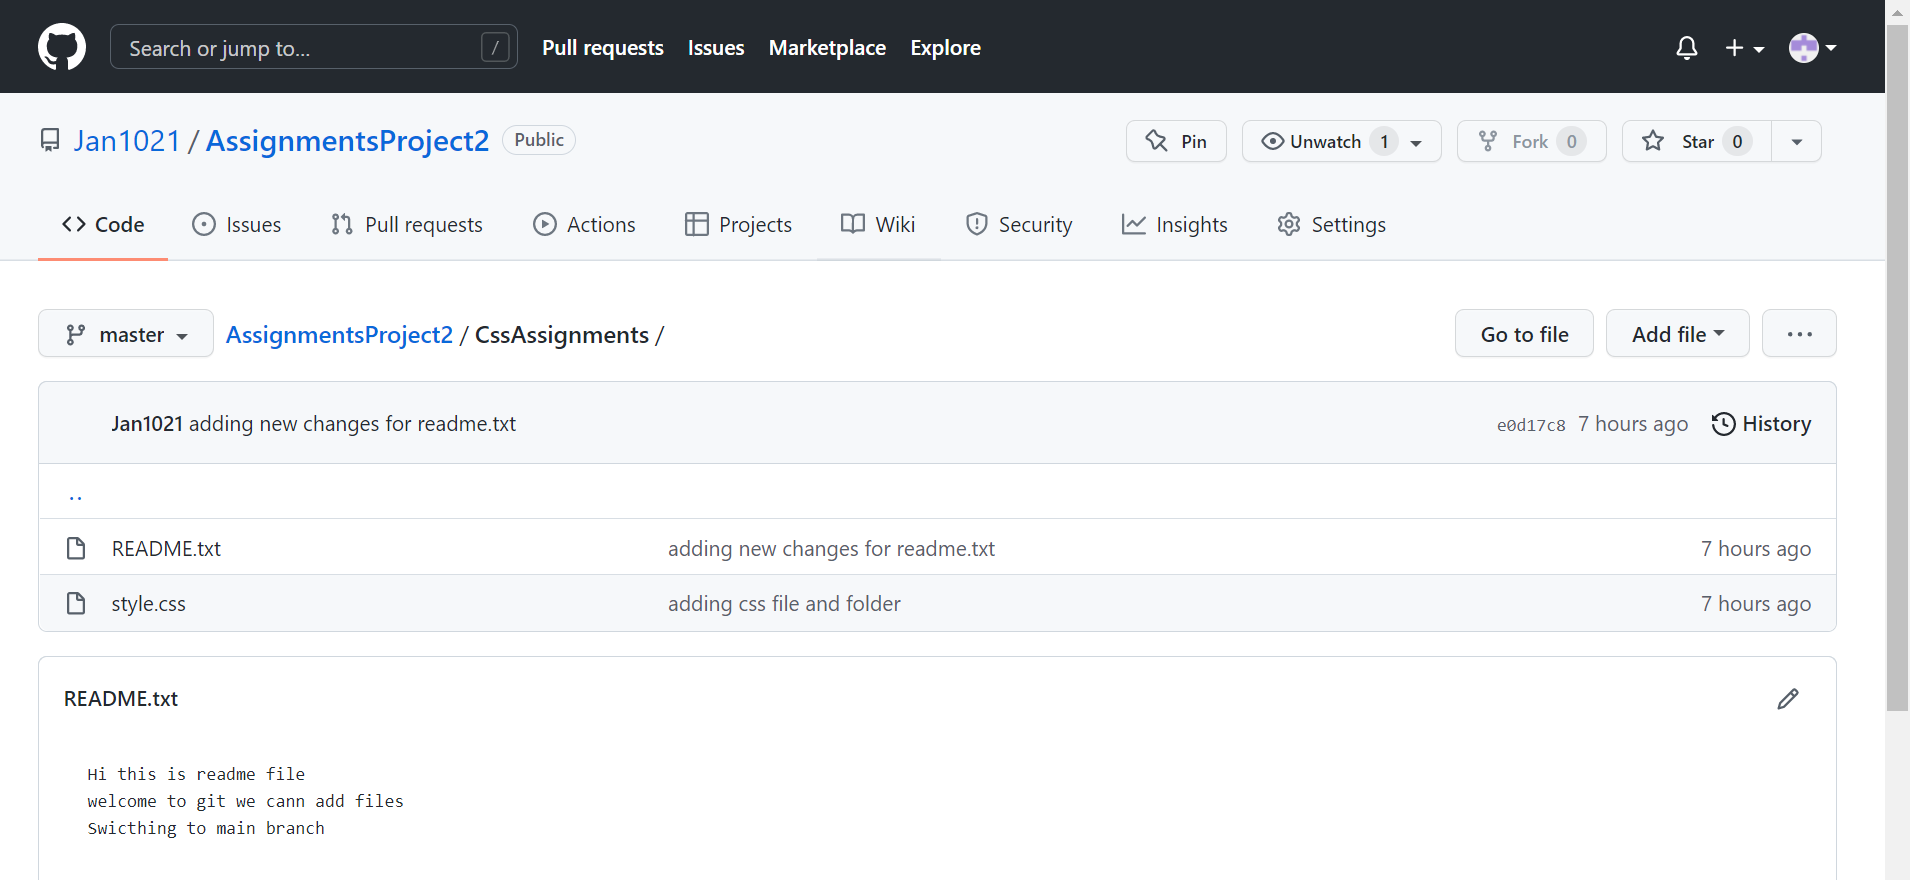 Search or jump to... /
Pull requests Issues Marketplace Explore
Jan1021 / AssignmentsProject2 Public
Pin Unwatch 1 Fork 0 Star 0
Code Issues Pull requests Actions Projects Wiki Security Insights Settings
master AssignmentsProject2 / CssAssignments /
Go to file Add file ...
Jan1021 adding new changes for readme.txt e0d17c8 7 hours ago History
..
README.txt adding new changes for readme.txt 7 hours ago
style.css adding css file and folder 7 hours ago
README.txt
Hi this is readme file
welcome to git we cann add files
Swicthing to main branch